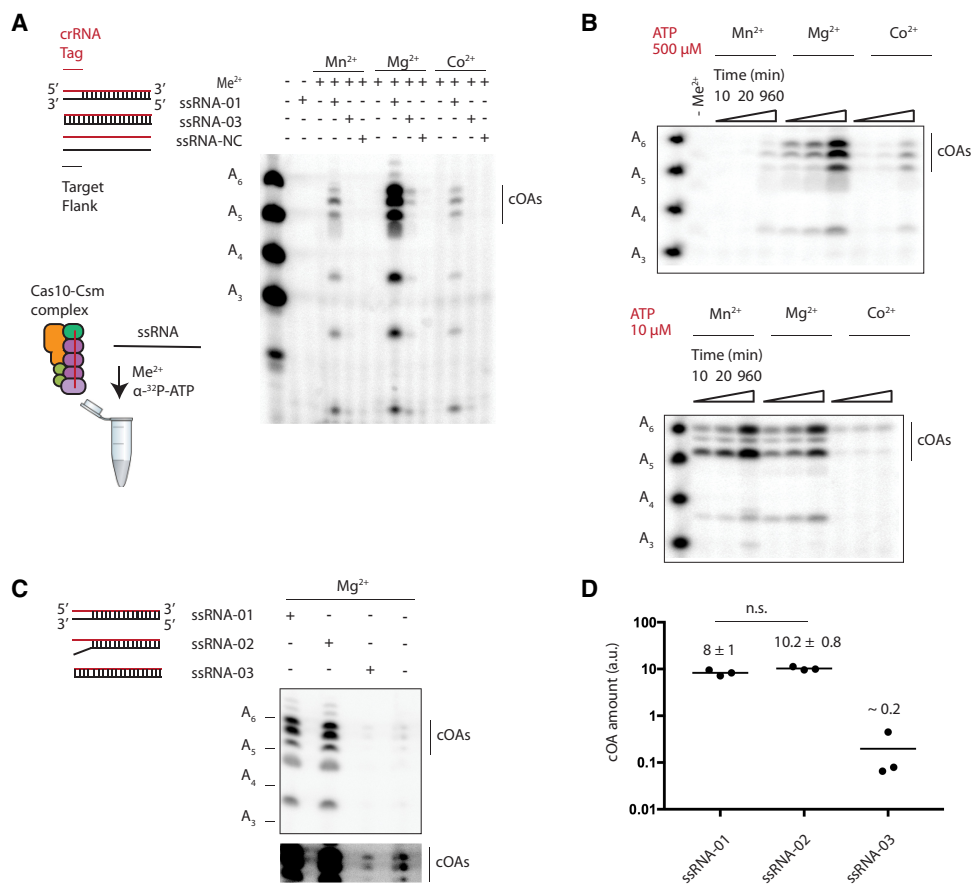 A
crRNA
Tag
5′ 3′
3′ 5′
Target
Flank
Cas10-Csm
complex
ssRNA
Me²⁺
α-³²P-ATP
Mn²⁺ Mg²⁺ Co²⁺
Me²⁺ - - + + + + + + + + + + + +
ssRNA-01 - + - + - - - + - - - + - -
ssRNA-03 - - - - + - - - + - - - + -
ssRNA-NC - - - - - + - - - + - - - +
A₆
A₅
A₄
A₃
cOAs
B
ATP
500 µM
Mn²⁺ Mg²⁺ Co²⁺
- Me²⁺
Time (min)
10 20 960
A₆
A₅
A₄
A₃
cOAs
ATP
10 µM
Mn²⁺ Mg²⁺ Co²⁺
Time (min)
10 20 960
A₆
A₅
A₄
A₃
cOAs
C
Mg²⁺
5′ 3′ ssRNA-01 + - - -
3′ 5′
ssRNA-02 - + - -
ssRNA-03 - - + -
A₆
A₅
A₄
A₃
cOAs
cOAs
D
n.s.
8 ± 1
10.2 ± 0.8
~ 0.2
cOA amount (a.u.)
100
10
1
0.1
0.01
ssRNA-01
ssRNA-02
ssRNA-03